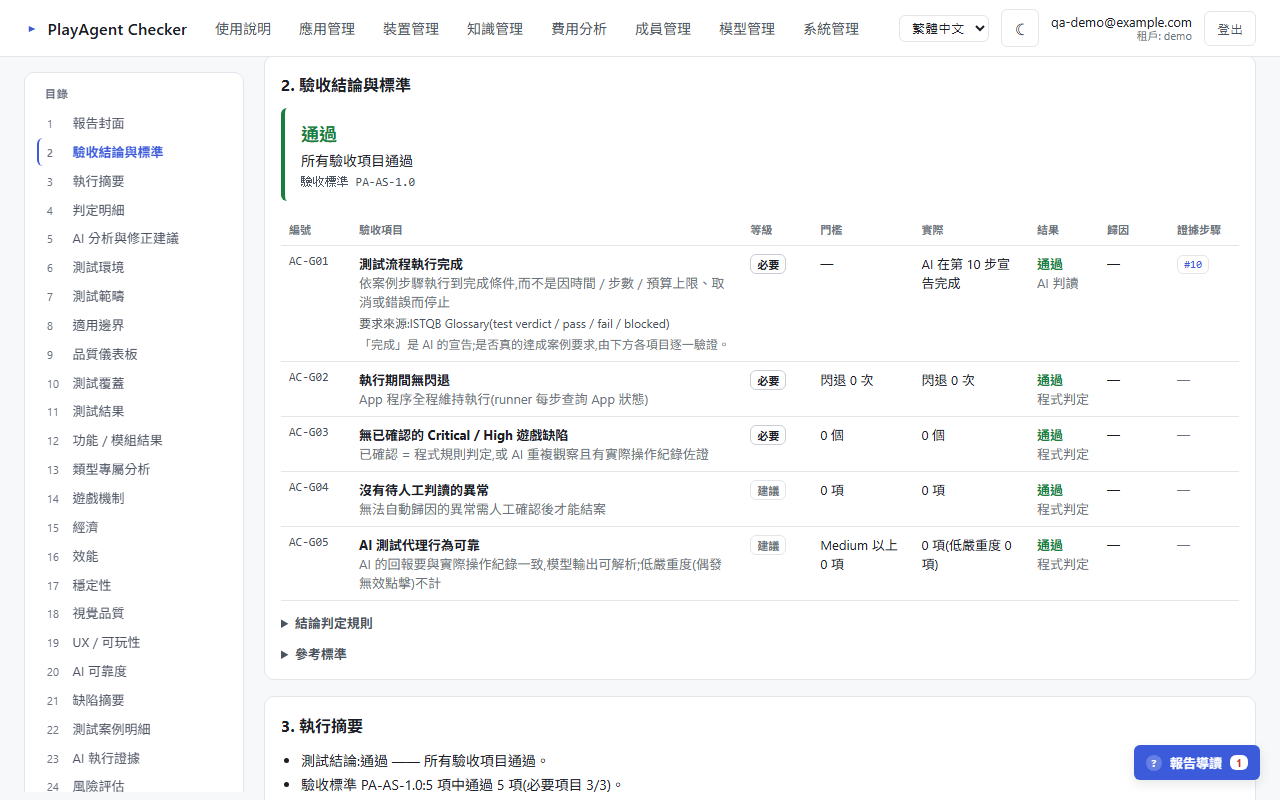 PlayAgent Checker
使用說明
應用管理
裝置管理
知識管理
費用分析
成員管理
模型管理
系統管理
繁體中文
qa-demo@example.com
租戶: demo
登出
目錄
1 報告封面
2 驗收結論與標準
3 執行摘要
4 判定明細
5 AI 分析與修正建議
6 測試環境
7 測試範疇
8 適用邊界
9 品質儀表板
10 測試覆蓋
11 測試結果
12 功能 / 模組結果
13 類型專屬分析
14 遊戲機制
15 經濟
16 效能
17 穩定性
18 視覺品質
19 UX / 可玩性
20 AI 可靠度
21 缺陷摘要
22 測試案例明細
23 AI 執行證據
24 風險評估
2. 驗收結論與標準
通過
所有驗收項目通過
驗收標準 PA-AS-1.0
編號 驗收項目 等級 門檻 實際 結果 歸因 證據步驟
AC-G01 測試流程執行完成 必要 — AI 在第 10 步宣 通過 — #10
依案例步驟執行到完成條件,而不是因時間 / 步數 / 預算上限、取 告完成 AI 判讀
消或錯誤而停止
要求來源:ISTQB Glossary(test verdict / pass / fail / blocked)
「完成」是 AI 的宣告;是否真的達成案例要求,由下方各項目逐一驗證。
AC-G02 執行期間無閃退 必要 閃退 0 次 閃退 0 次 通過 — —
App 程序全程維持執行(runner 每步查詢 App 狀態) 程式判定
AC-G03 無已確認的 Critical / High 遊戲缺陷 必要 0 個 0 個 通過 — —
已確認 = 程式規則判定,或 AI 重複觀察且有實際操作紀錄佐證 程式判定
AC-G04 沒有待人工判讀的異常 建議 0 項 0 項 通過 — —
無法自動歸因的異常需人工確認後才能結案 程式判定
AC-G05 AI 測試代理行為可靠 建議 Medium 以上 0 項(低嚴重度 0 通過 — —
AI 的回報要與實際操作紀錄一致,模型輸出可解析;低嚴重度(偶發 0 項 項) 程式判定
無效點擊)不計
結論判定規則
參考標準
3. 執行摘要
• 測試結論:通過 —— 所有驗收項目通過。
• 驗收標準 PA-AS-1.0:5 項中通過 5 項(必要項目 3/3)。
? 報告導讀 1